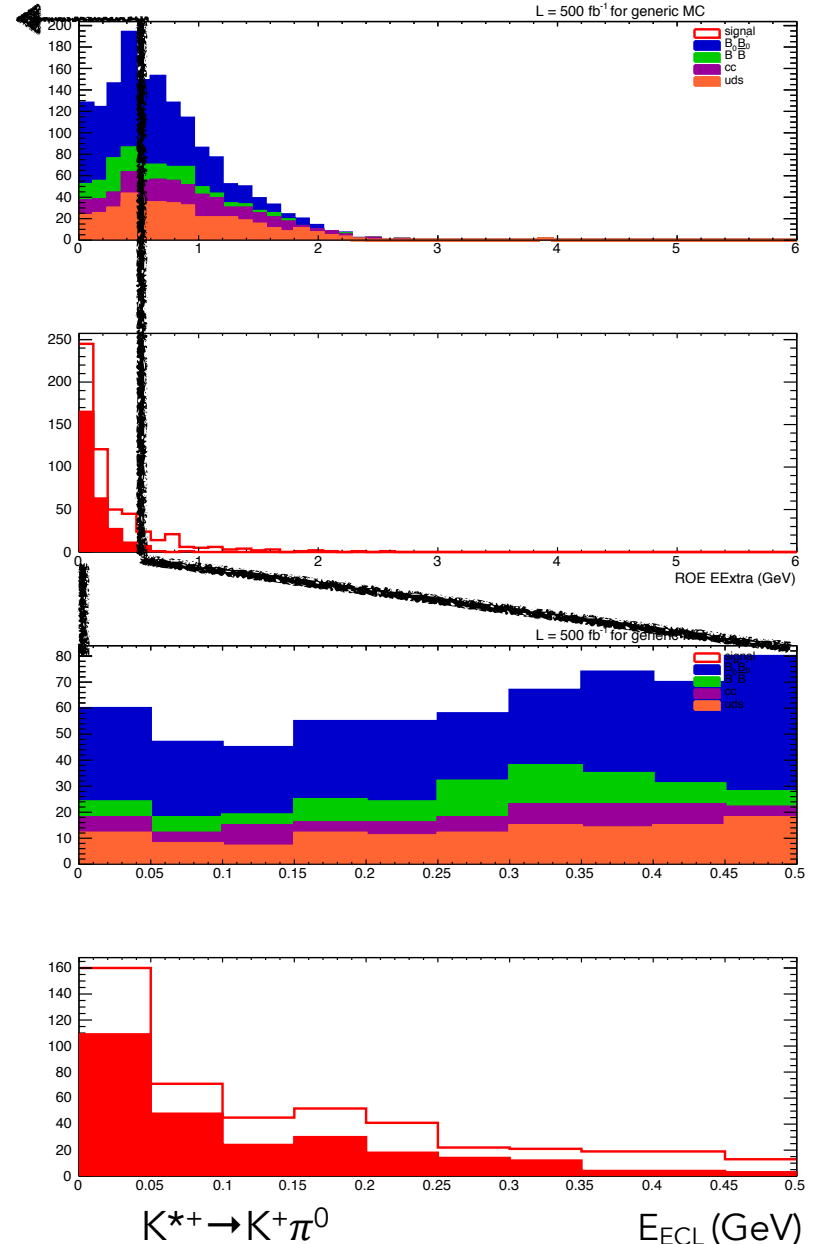 L = 500 fb⁻¹ for generic MC
signal
B₀B₀
B⁻B
cc
uds
200
180
160
140
120
100
80
60
40
20
0
0 1 2 3 4 5 6
250
200
150
100
50
0
0 1 2 3 4 5 6
ROE EExtra (GeV)
L = 500 fb⁻¹ for generic
signal
cc
uds
80
70
60
50
40
30
20
10
0
0 0.05 0.1 0.15 0.2 0.25 0.3 0.35 0.4 0.45 0.5
160
140
120
100
80
60
40
20
0
0 0.05 0.1 0.15 0.2 0.25 0.3 0.35 0.4 0.45 0.5
K*⁺→K⁺π⁰ E_ECL (GeV)